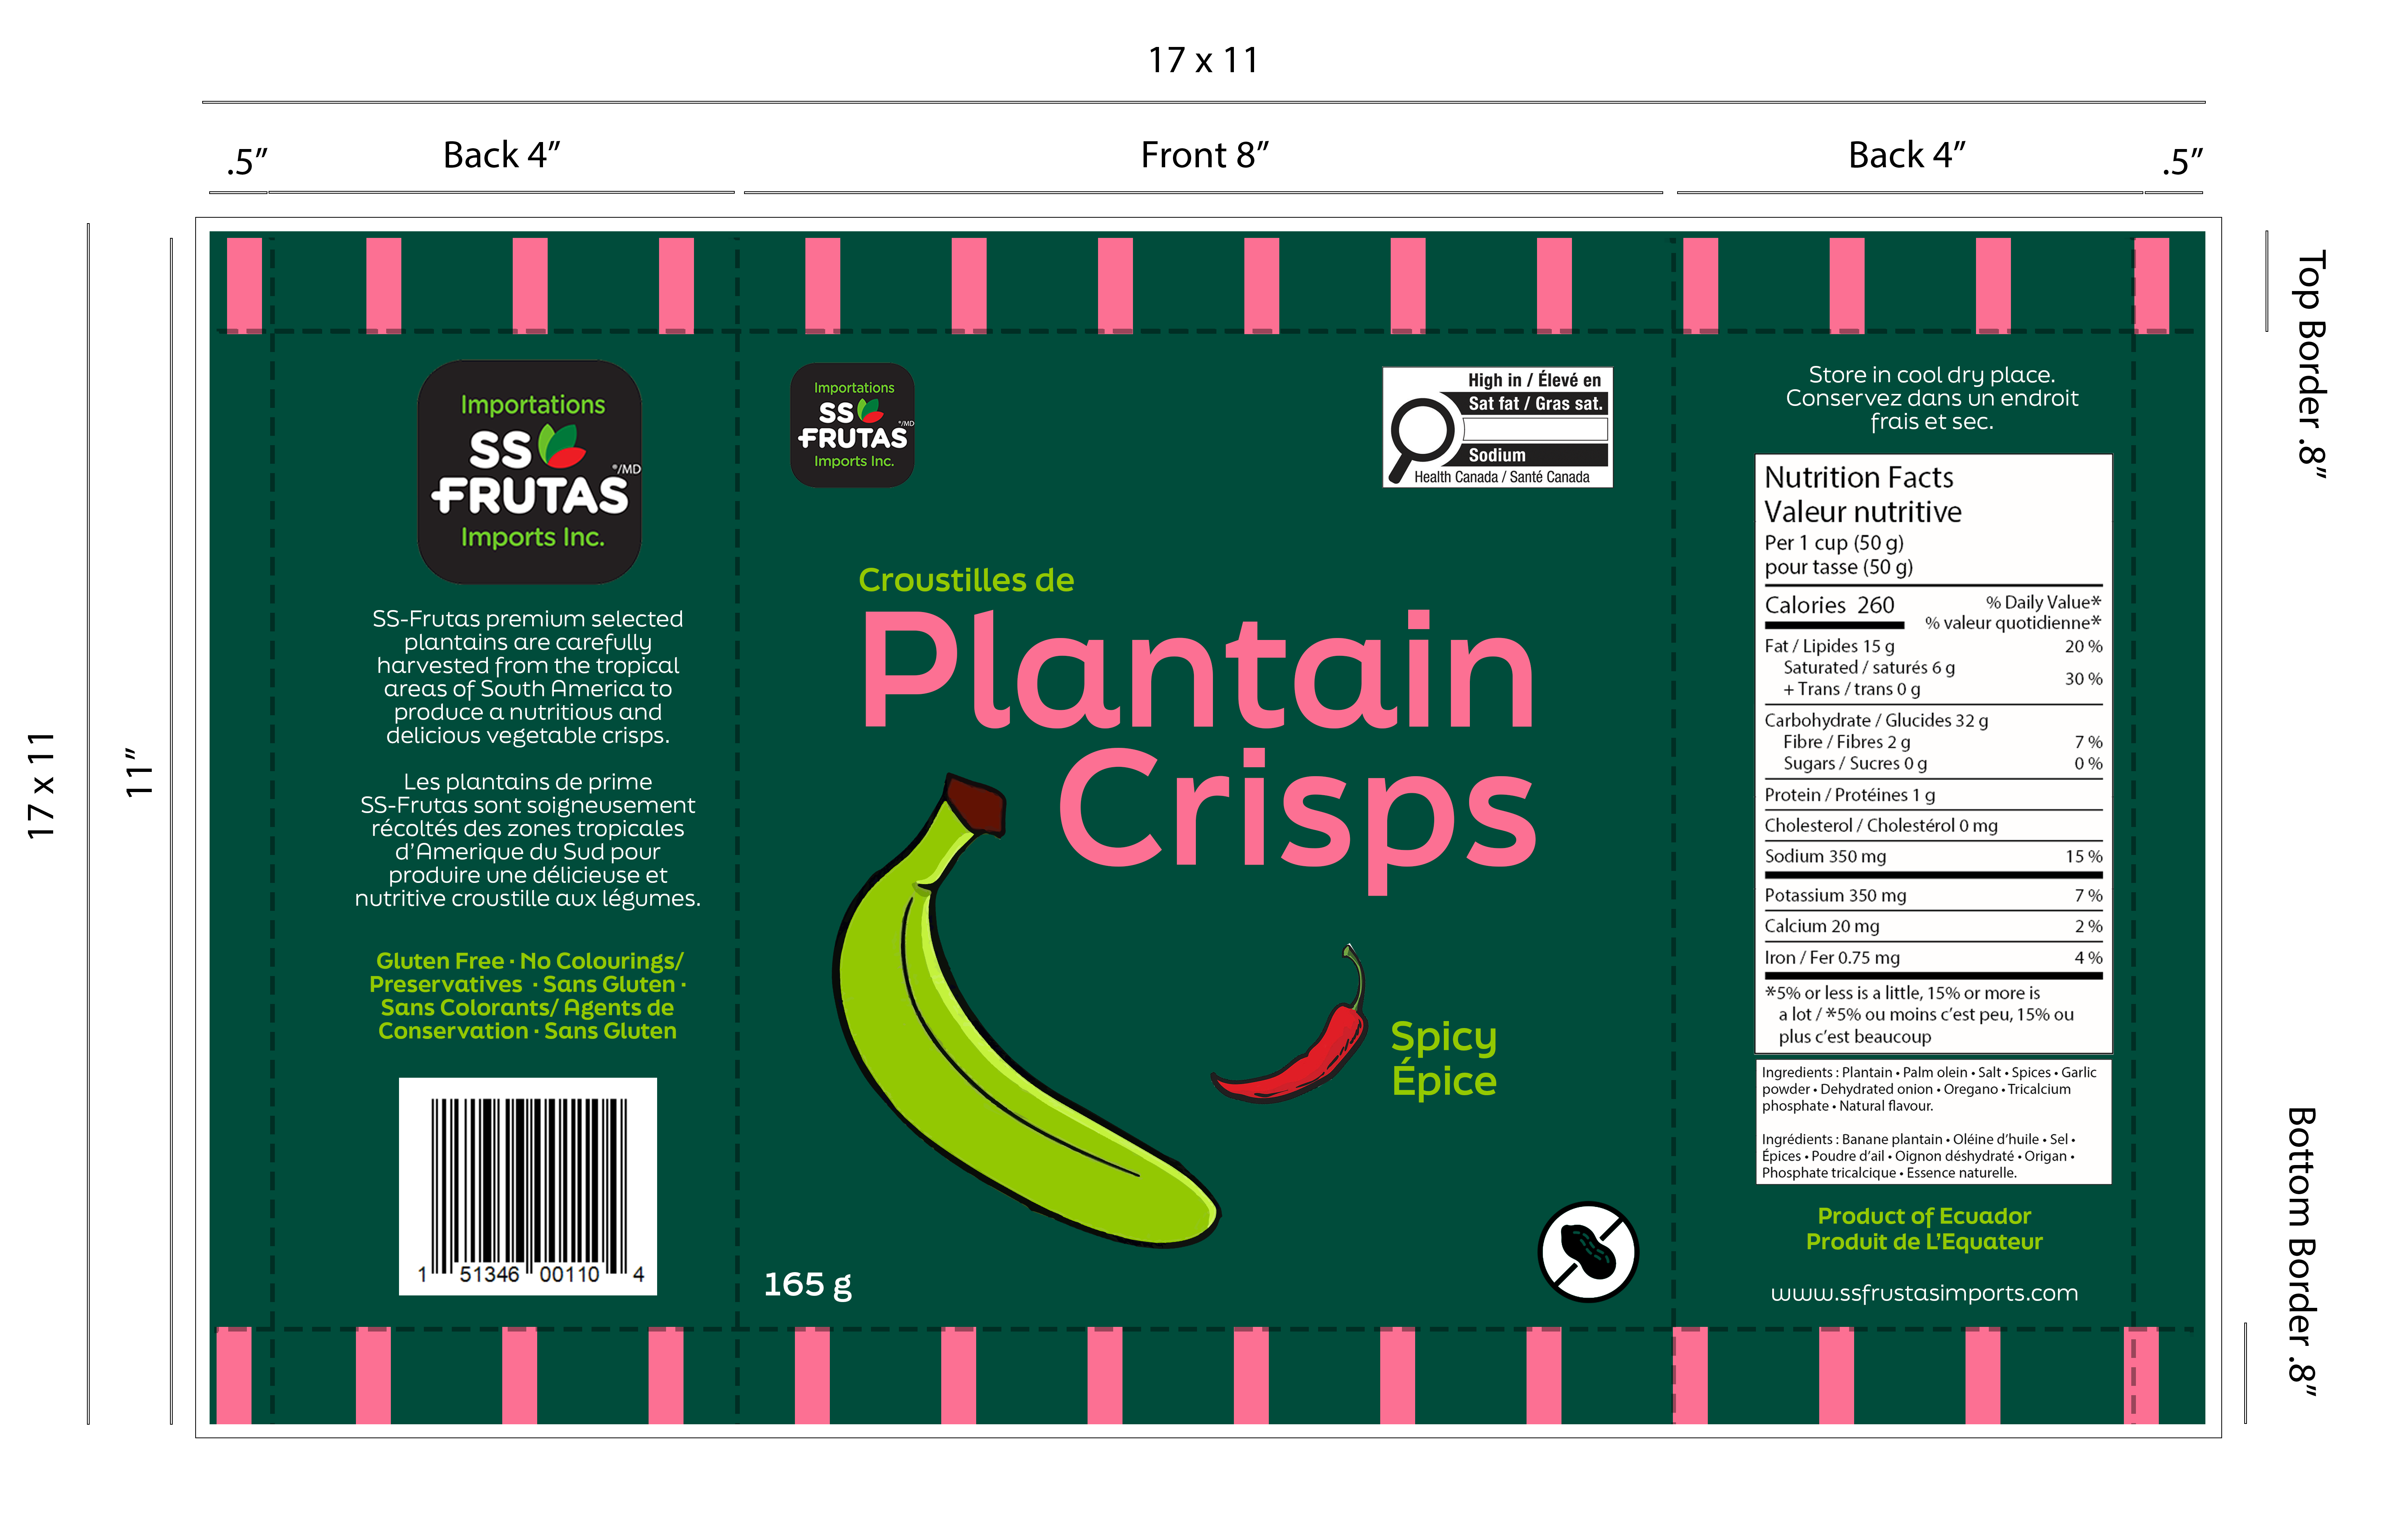 17 x 11
.5”
Back 4”
Front 8”
Back 4”
.5”
17 x 11
11”
Top Border .8”
Bottom Border .8”
Importations
SS
®/MD
FRUTAS
Imports Inc.
SS-Frutas premium selected
plantains are carefully
harvested from the tropical
areas of South America to
produce a nutritious and
delicious vegetable crisps.
Les plantains de prime
SS-Frutas sont soigneusement
récoltés des zones tropicales
d’Amerique du Sud pour
produire une délicieuse et
nutritive croustille aux légumes.
Gluten Free · No Colourings/
Preservatives · Sans Gluten ·
Sans Colorants/ Agents de
Conservation · Sans Gluten
1 51346 00110 4
Importations
SS
®/MD
FRUTAS
Imports Inc.
High in / Élevé en
Sat fat / Gras sat.
Sodium
Health Canada / Santé Canada
Croustilles de
Plantain
Crisps
Spicy
Épice
165 g
Store in cool dry place.
Conservez dans un endroit
frais et sec.
Nutrition Facts
Valeur nutritive
Per 1 cup (50 g)
pour tasse (50 g)
Calories 260
% Daily Value*
% valeur quotidienne*
Fat / Lipides 15 g 20 %
Saturated / saturés 6 g
+ Trans / trans 0 g 30 %
Carbohydrate / Glucides 32 g
Fibre / Fibres 2 g 7 %
Sugars / Sucres 0 g 0 %
Protein / Protéines 1 g
Cholesterol / Cholestérol 0 mg
Sodium 350 mg 15 %
Potassium 350 mg 7 %
Calcium 20 mg 2 %
Iron / Fer 0.75 mg 4 %
*5% or less is a little, 15% or more is
a lot / *5% ou moins c’est peu, 15% ou
plus c’est beaucoup
Ingredients : Plantain • Palm olein • Salt • Spices • Garlic
powder • Dehydrated onion • Oregano • Tricalcium
phosphate • Natural flavour.
Ingrédients : Banane plantain • Oléine d’huile • Sel •
Épices • Poudre d’ail • Oignon déshydraté • Origan •
Phosphate tricalcique • Essence naturelle.
Product of Ecuador
Produit de L’Equateur
www.ssfrustasimports.com